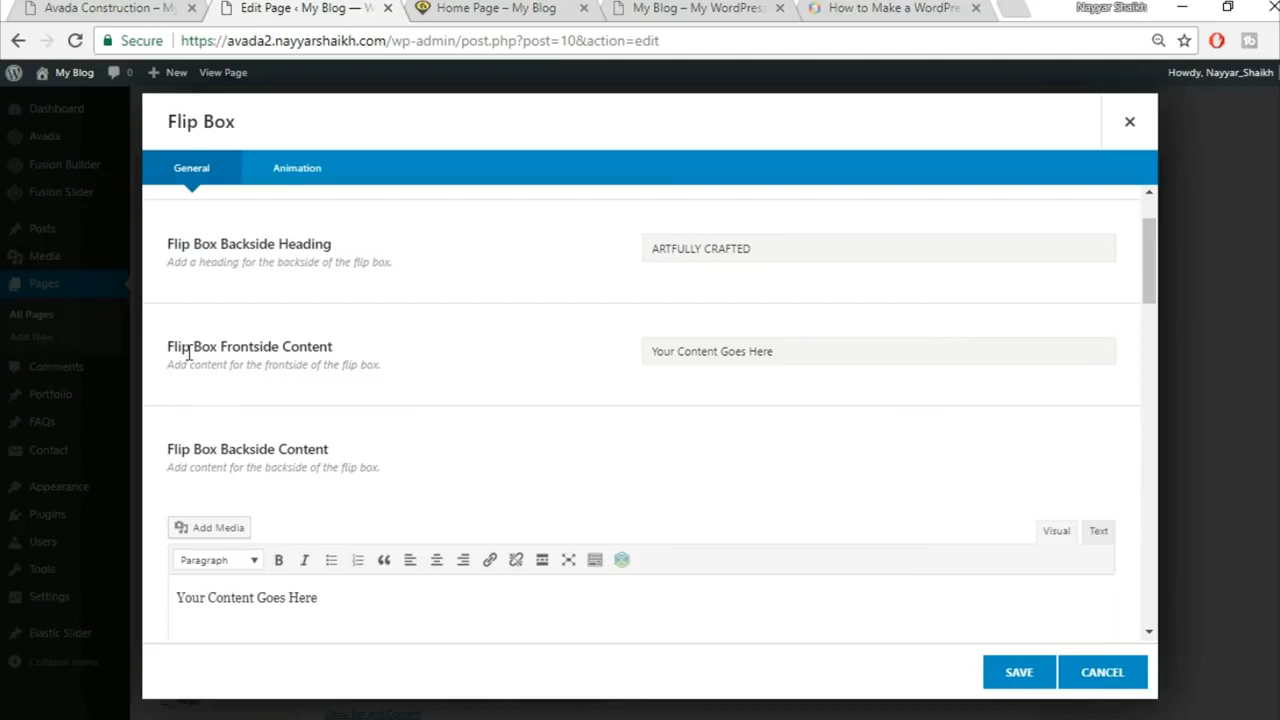 Avada Construction – My
Edit Page ‹ My Blog — W
Home Page – My Blog
My Blog – My WordPress
How to Make a WordPre
Nayyar Shaikh
Secure
https://avada2.nayyarshaikh.com/wp-admin/post.php?post=10&action=edit
My Blog
0
New
View Page
Howdy, Nayyar_Shaikh
Dashboard
Avada
Fusion Builder
Fusion Slider
Posts
Media
Pages
All Pages
Add New
Comments
Portfolio
FAQs
Contact
Appearance
Plugins
Users
Tools
Settings
Elastic Slider
Collapse menu
Flip Box
General
Animation
Flip Box Backside Heading
Add a heading for the backside of the flip box.
ARTFULLY CRAFTED
Flip Box Frontside Content
Add content for the frontside of the flip box.
Your Content Goes Here
Flip Box Backside Content
Add content for the backside of the flip box.
Add Media
Visual
Text
Paragraph
B
I
Your Content Goes Here
SAVE
CANCEL